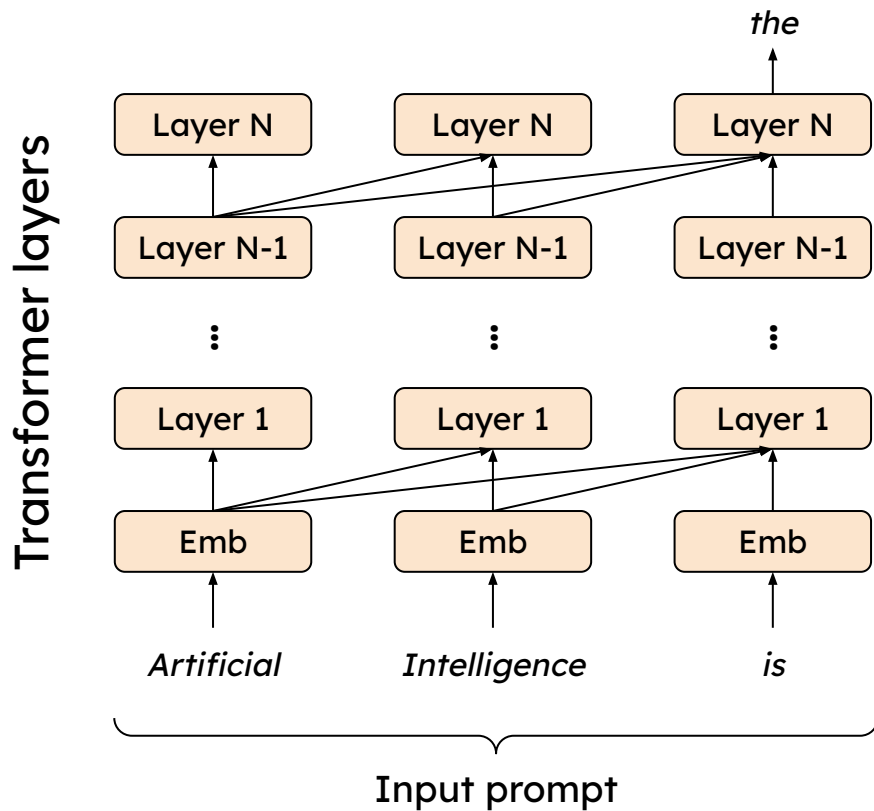 the
Layer N Layer N Layer N
Layer N-1 Layer N-1 Layer N-1
Layer 1 Layer 1 Layer 1
Emb Emb Emb
Artificial Intelligence is
Input prompt
Transformer layers